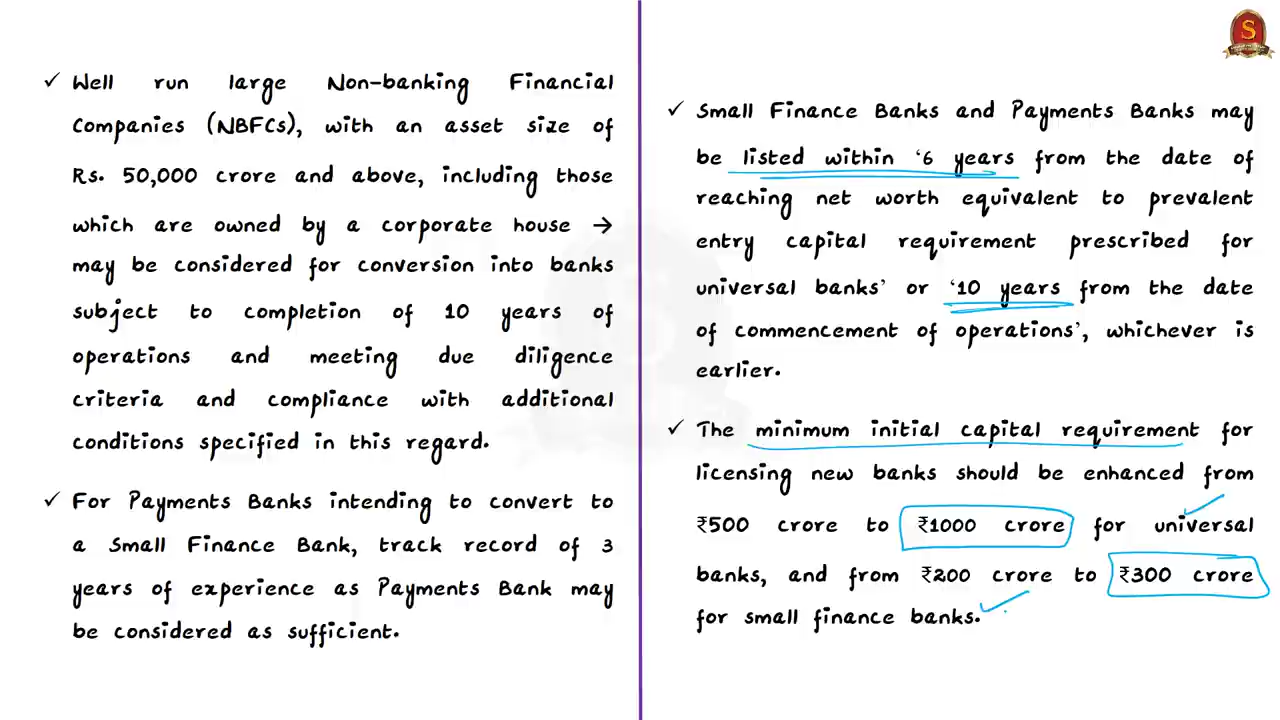 ✓ Well run large Non-banking Financial
Companies (NBFCs), with an asset size of
Rs. 50,000 crore and above, including those
which are owned by a corporate house →
may be considered for conversion into banks
subject to completion of 10 years of
operations and meeting due diligence
criteria and compliance with additional
conditions specified in this regard.
✓ For Payments Banks intending to convert to
a Small Finance Bank, track record of 3
years of experience as Payments Bank may
be considered as sufficient.
✓ Small Finance Banks and Payments Banks may
be listed within ‘6 years from the date of
reaching net worth equivalent to prevalent
entry capital requirement prescribed for
universal banks’ or ‘10 years from the date
of commencement of operations’, whichever is
earlier.
✓ The minimum initial capital requirement for
licensing new banks should be enhanced from
₹500 crore to ₹1000 crore for universal
banks, and from ₹200 crore to ₹300 crore
for small finance banks.
S